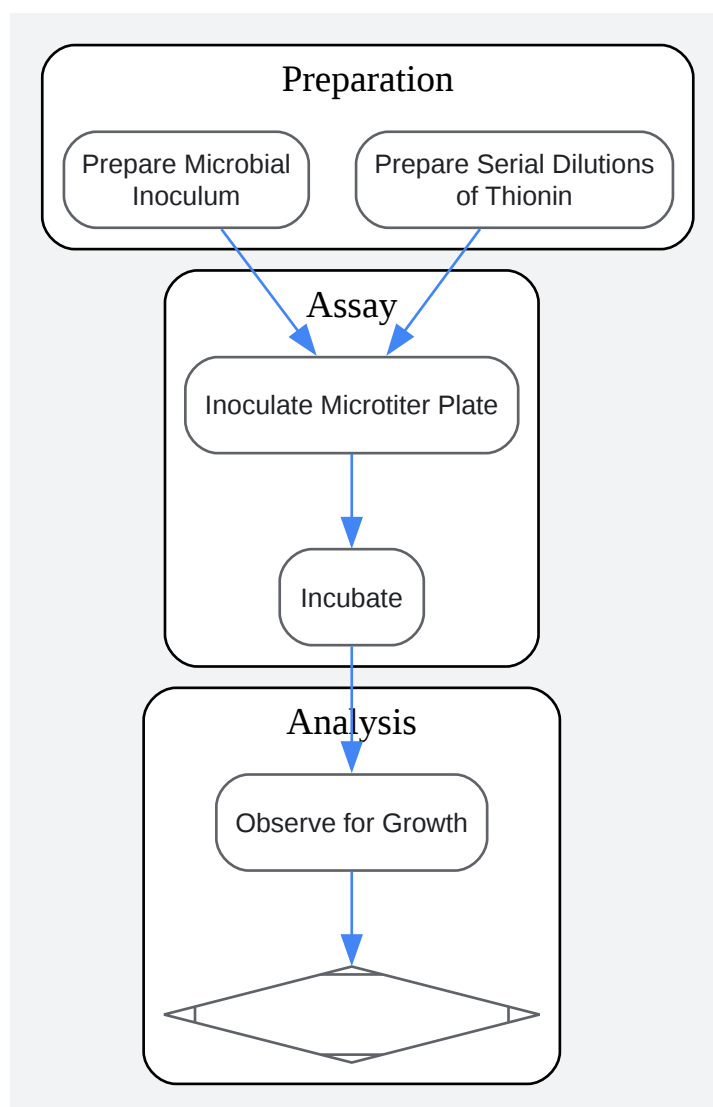 Preparation
Prepare Microbial
Inoculum
Prepare Serial Dilutions
of Thionin
Assay
Inoculate Microtiter Plate
Incubate
Analysis
Observe for Growth